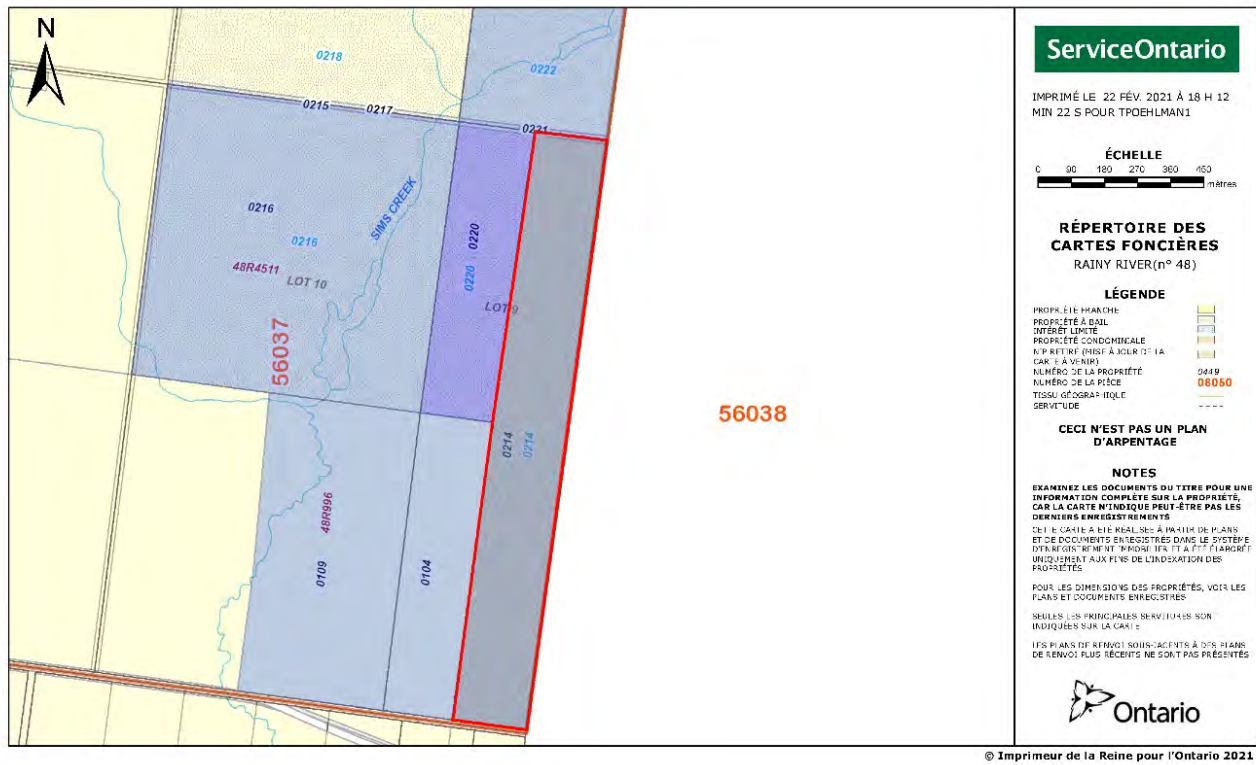 N
0218
0222
0215
0217
0221
SIMS CREEK
0216
0216
48R4511
LOT 10
0220
0220
LOT 9
56037
56038
0214
0214
48R996
0109
0104
ServiceOntario
IMPRIMÉ LE 22 FÉV. 2021 À 18 H 12
MIN 22 S POUR TPOEHLMAN1
ÉCHELLE
0 90 180 270 360 450
mètres
RÉPERTOIRE DES
CARTES FONCIÈRES
RAINY RIVER(n° 48)
LÉGENDE
PROPRIÉTÉ FRANCHE
PROPRIÉTÉ À BAIL
INTÉRÊT LIMITÉ
PROPRIÉTÉ CONDOMINIALE
NIP RETIRÉ (MISE À JOUR DE LA
CARTE À VENIR)
NUMÉRO DE LA PROPRIÉTÉ 0449
NUMÉRO DE LA PIÈCE 08050
TISSU GÉOGRAPHIQUE
SERVITUDE
CECI N'EST PAS UN PLAN
D'ARPENTAGE
NOTES
EXAMINEZ LES DOCUMENTS DU TITRE POUR UNE
INFORMATION COMPLÈTE SUR LA PROPRIÉTÉ,
CAR LA CARTE N'INDIQUE PEUT-ÊTRE PAS LES
DERNIERS ENREGISTREMENTS
CETTE CARTE A ÉTÉ RÉALISÉE À PARTIR DE PLANS
ET DE DOCUMENTS ENREGISTRÉS DANS LE SYSTÈME
D'ENREGISTREMENT IMMOBILIER ET A ÉTÉ ÉLABORÉE
UNIQUEMENT AUX FINS DE L'INDEXATION DES
PROPRIÉTÉS
POUR LES DIMENSIONS DES PROPRIÉTÉS, VOIR LES
PLANS ET DOCUMENTS ENREGISTRÉS
SEULES LES PRINCIPALES SERVITUDES SONT
INDIQUÉES SUR LA CARTE
LES PLANS DE RENVOI SOUS-JACENTS À DES PLANS
DE RENVOI PLUS RÉCENTS NE SONT PAS PRÉSENTÉS
Ontario
© Imprimeur de la Reine pour l'Ontario 2021